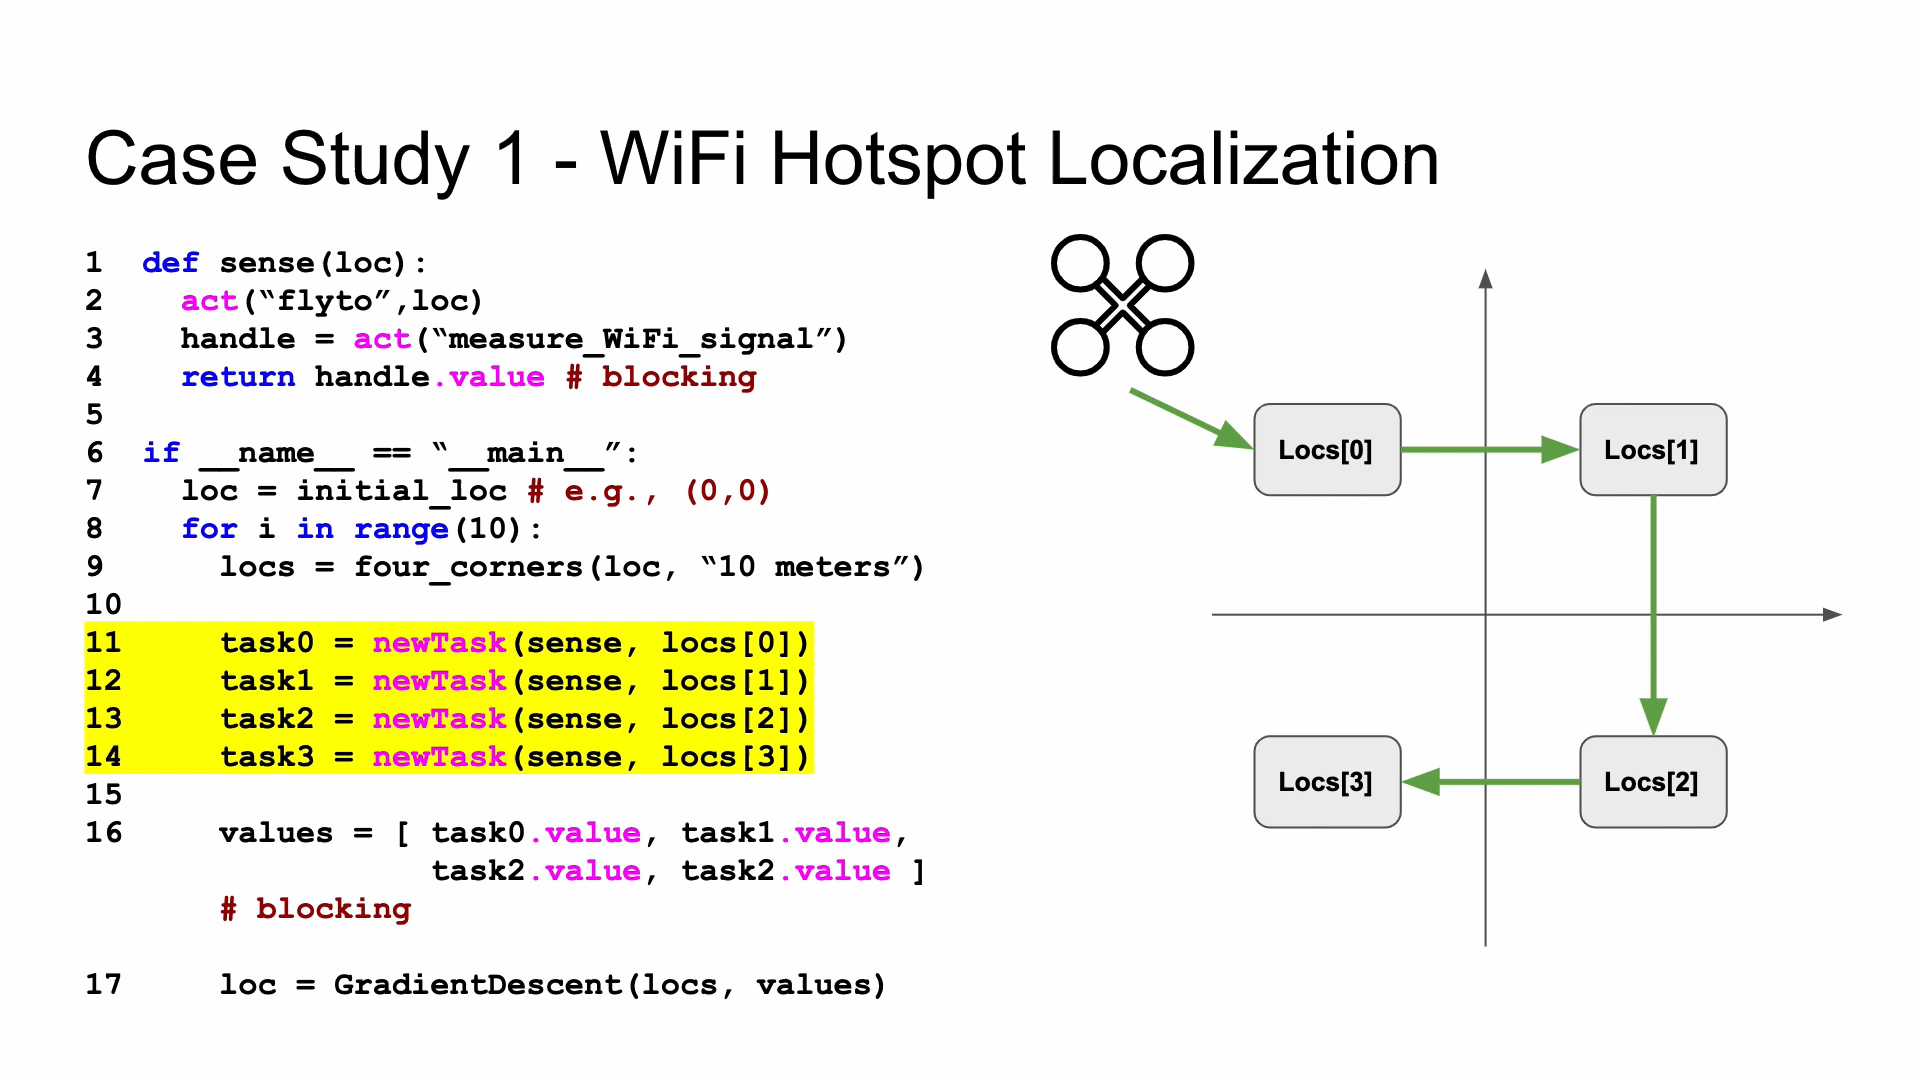 Case Study 1 - WiFi Hotspot Localization
1 def sense(loc):
2 act(“flyto”,loc)
3 handle = act(“measure_WiFi_signal”)
4 return handle.value # blocking
5
6 if __name__ == “__main__”:
7 loc = initial_loc # e.g., (0,0)
8 for i in range(10):
9 locs = four_corners(loc, “10 meters”)
10
11 task0 = newTask(sense, locs[0])
12 task1 = newTask(sense, locs[1])
13 task2 = newTask(sense, locs[2])
14 task3 = newTask(sense, locs[3])
15
16 values = [ task0.value, task1.value,
task2.value, task2.value ]
# blocking
17 loc = GradientDescent(locs, values)
Locs[0]
Locs[1]
Locs[3]
Locs[2]